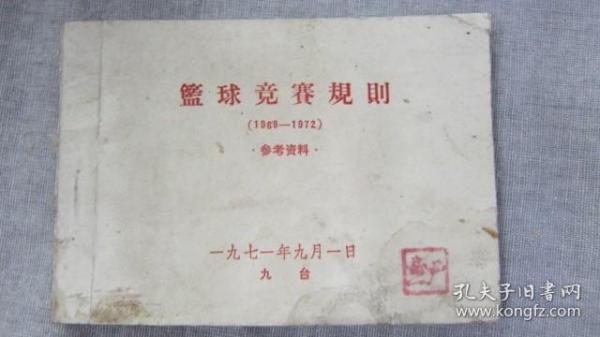 籃球竞賽規則
(1969—1972)
·参考资料·
一九七一年九月一日
九台
孔夫子旧书网
www.kongfz.com